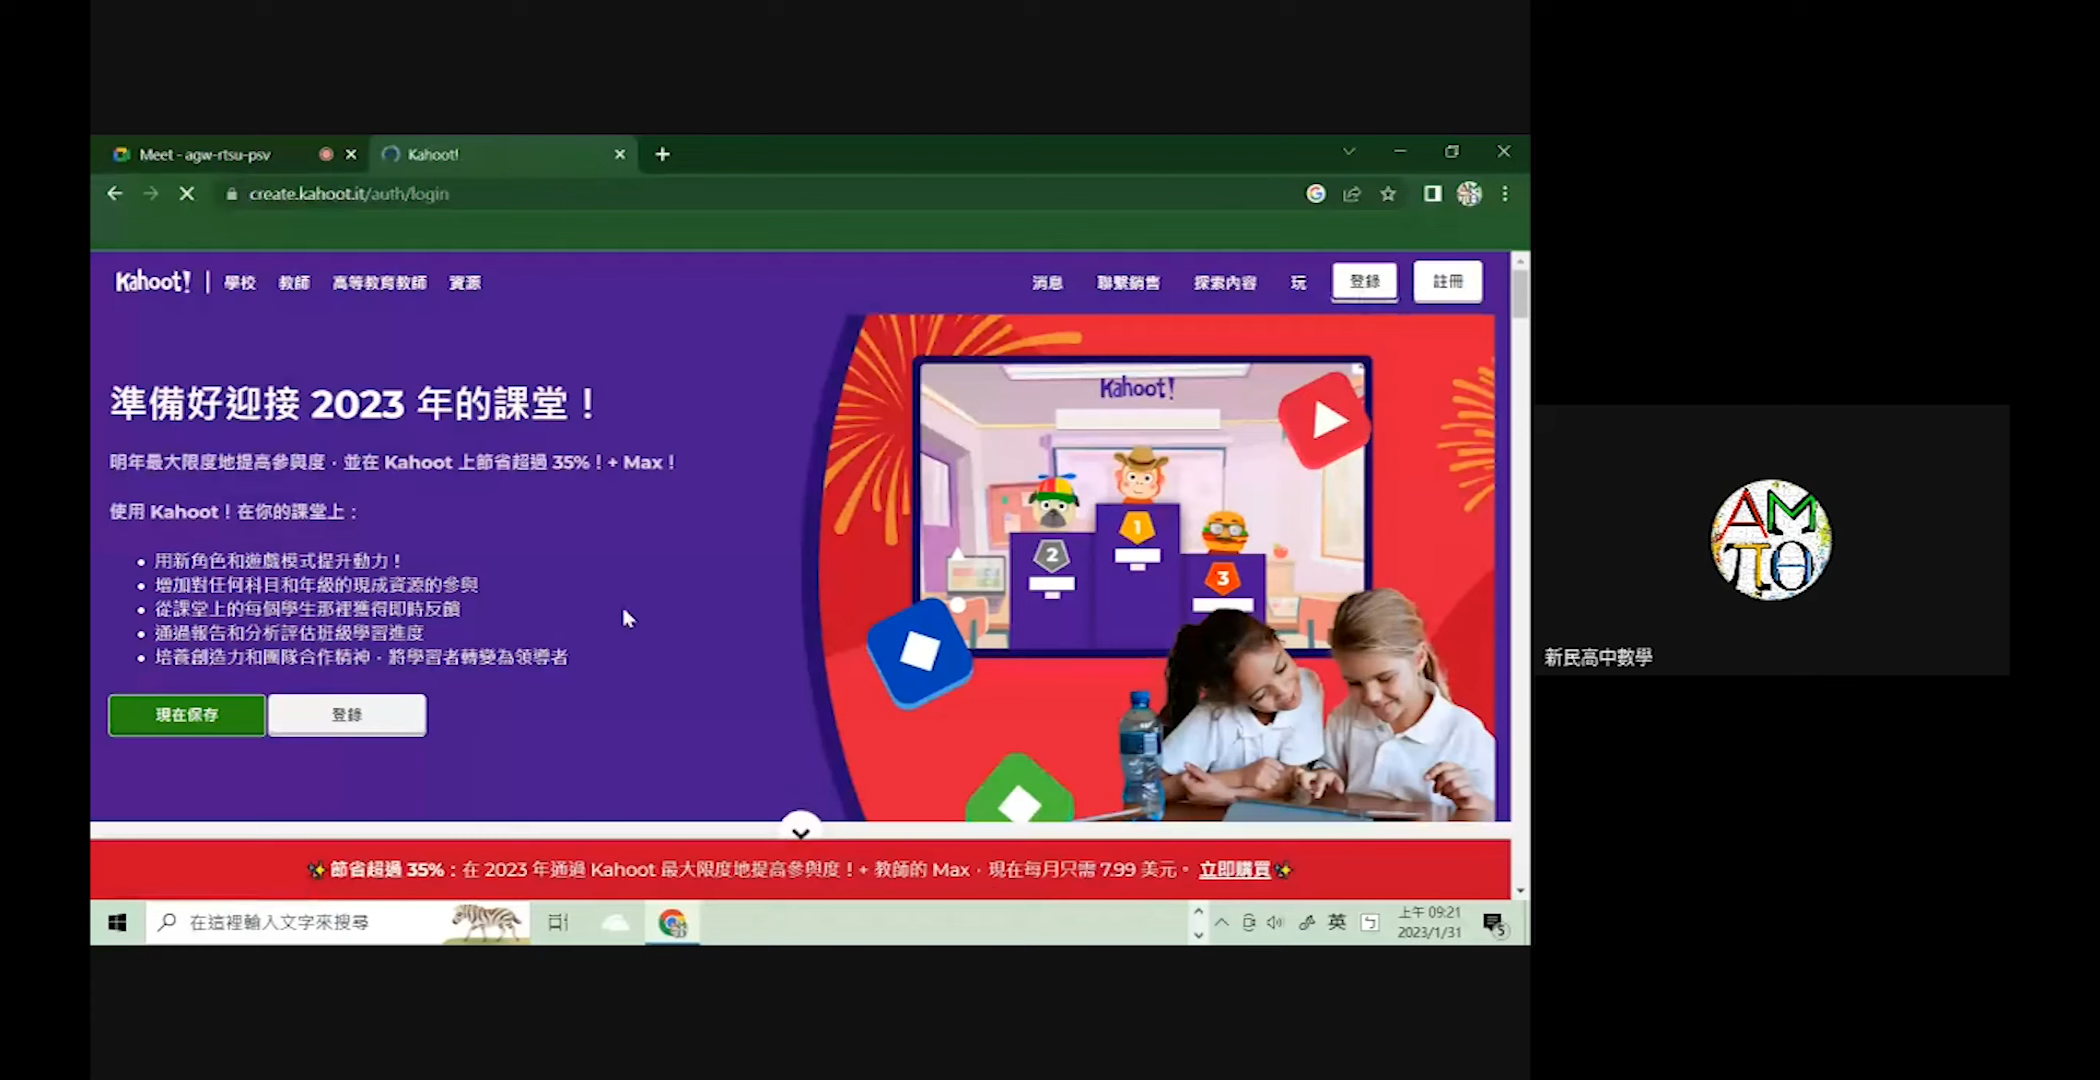 Meet - agw-rtsu-psv
Kahoot!
create.kahoot.it/auth/login
Kahoot! 學校 教師 高等教育教師 資源 消息 聯繫銷售 探索內容 玩 登錄 註冊
準備好迎接 2023 年的課堂！
明年最大限度地提高參與度，並在 Kahoot 上節省超過 35%！+ Max！
使用 Kahoot！在你的課堂上：
用新角色和遊戲模式提升動力！
增加對任何科目和年級的現成資源的參與
從課堂上的每個學生那裡獲得即時反饋
通過報告和分析評估班級學習進度
培養創造力和團隊合作精神，將學習者轉變為領導者
現在保存 登錄
Kahoot!
1
2
3
節省超過 35%：在 2023 年通過 Kahoot 最大限度地提高參與度！+ 教師的 Max，現在每月只需 7.99 美元。 立即購買
在這裡輸入文字來搜尋
英 ㄅ
上午 09:21
2023/1/31
5
AM
πθ
新民高中數學